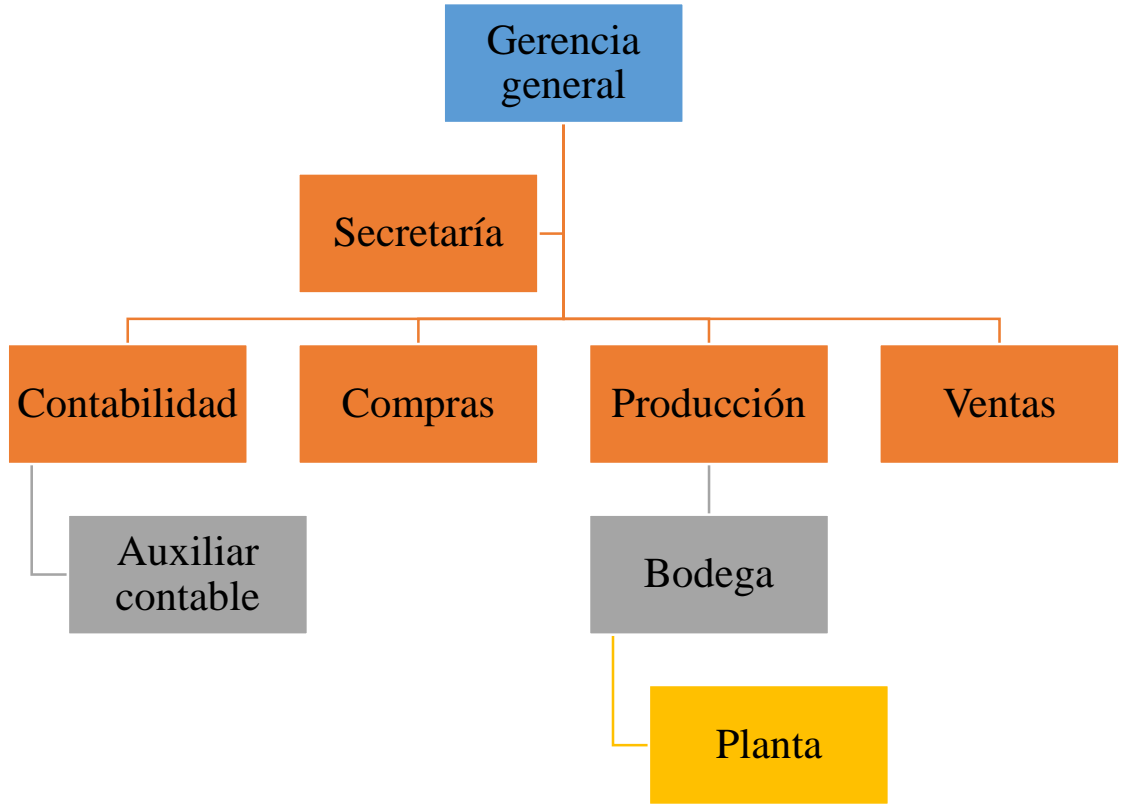 Gerencia
general
Secretaría
Contabilidad
Compras
Producción
Ventas
Auxiliar
contable
Bodega
Planta